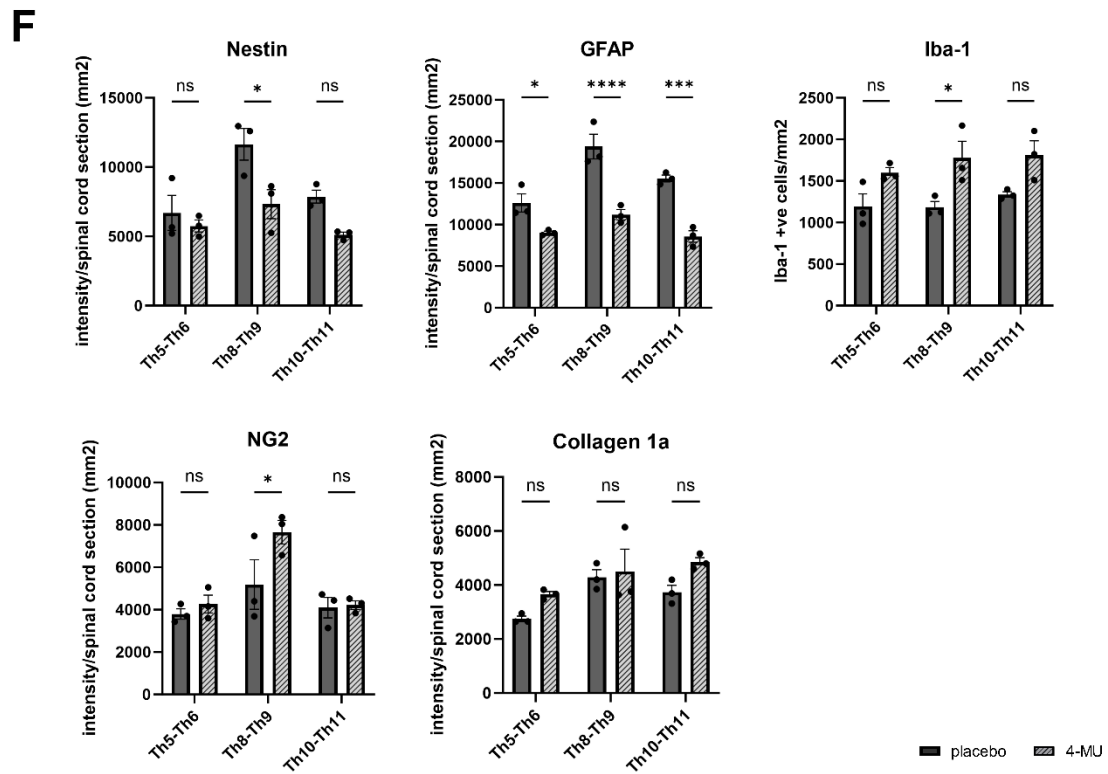 F
Nestin
ns * ns
intensity/spinal cord section (mm2)
15000
10000
5000
0
Th5-Th6
Th8-Th9
Th10-Th11
GFAP
* **** ***
intensity/spinal cord section (mm2)
25000
20000
15000
10000
5000
0
Th5-Th6
Th8-Th9
Th10-Th11
Iba-1
ns * ns
Iba-1 +ve cells/mm2
2500
2000
1500
1000
500
0
Th5-Th6
Th8-Th9
Th10-Th11
NG2
ns * ns
intensity/spinal cord section (mm2)
10000
8000
6000
4000
2000
0
Th5-Th6
Th8-Th9
Th10-Th11
Collagen 1a
ns ns ns
intensity/spinal cord section (mm2)
8000
6000
4000
2000
0
Th5-Th6
Th8-Th9
Th10-Th11
placebo 4-MU